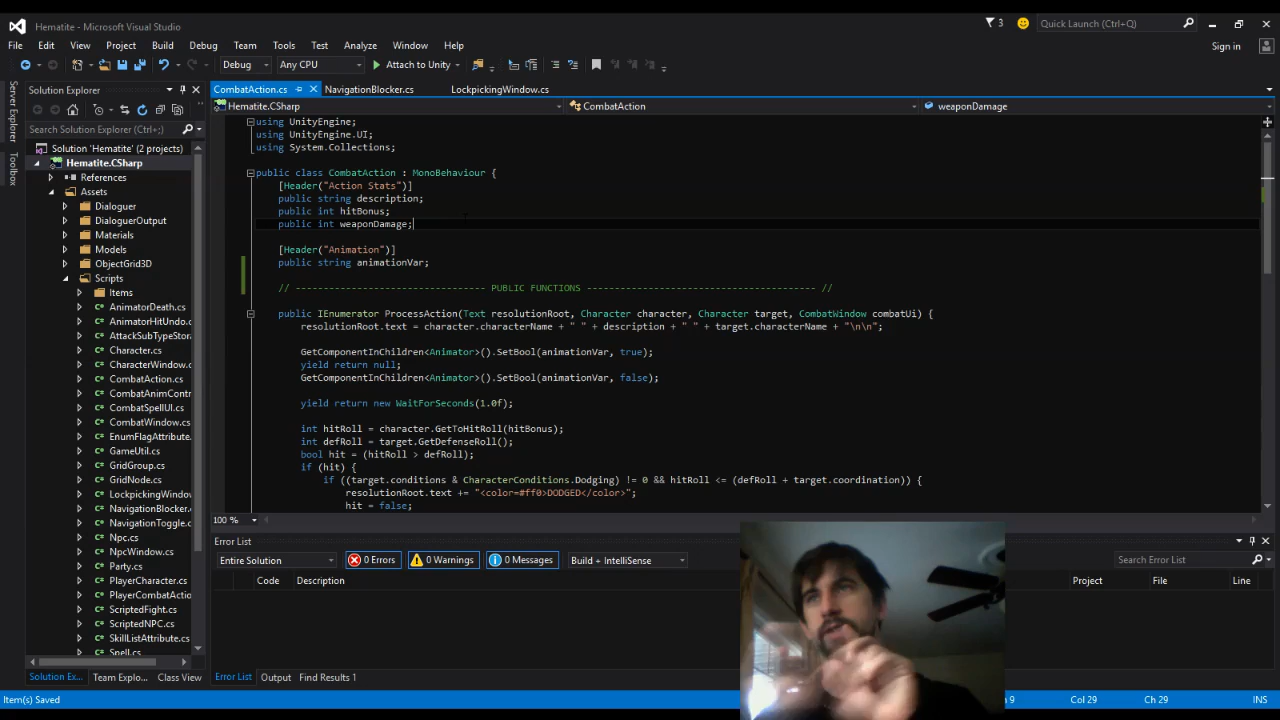 Hematite - Microsoft Visual Studio
3
Quick Launch (Ctrl+Q)
File Edit View Project Build Debug Team Tools Test Analyze Window Help
Sign in
Debug Any CPU Attach to Unity
Server Explorer
Toolbox
Solution Explorer
Search Solution Explorer (Ctrl+;)
Solution 'Hematite' (2 projects)
Hematite.CSharp
References
Assets
Dialoguer
DialoguerOutput
Materials
Models
ObjectGrid3D
Scripts
Items
AnimatorDeath.cs
AnimatorHitUndo.c
AttackSubTypeStor
Character.cs
CharacterWindow.c
CombatAction.cs
CombatAnimContr
CombatSpellUI.cs
CombatWindow.cs
EnumFlagAttribute.
GameUtil.cs
GridGroup.cs
GridNode.cs
LockpickingWindow
NavigationBlocker.c
NavigationToggle.c
Npc.cs
NpcWindow.cs
Party.cs
PlayerCharacter.cs
PlayerCombatAction
ScriptedFight.cs
ScriptedNPC.cs
SkillListAttribute.cs
Spell.cs
Solution Ex... Team Explo... Class View
CombatAction.cs NavigationBlocker.cs LockpickingWindow.cs
Hematite.CSharp CombatAction weaponDamage
using UnityEngine;
using UnityEngine.UI;
using System.Collections;
public class CombatAction : MonoBehaviour {
[Header("Action Stats")]
public string description;
public int hitBonus;
public int weaponDamage;
[Header("Animation")]
public string animationVar;
// ---------------------------------- PUBLIC FUNCTIONS ----------------------------------------- //
public IEnumerator ProcessAction(Text resolutionRoot, Character character, Character target, CombatWindow combatUi) {
resolutionRoot.text = character.characterName + " " + description + " " + target.characterName + "\n\n";
GetComponentInChildren<Animator>().SetBool(animationVar, true);
yield return null;
GetComponentInChildren<Animator>().SetBool(animationVar, false);
yield return new WaitForSeconds(1.0f);
int hitRoll = character.GetToHitRoll(hitBonus);
int defRoll = target.GetDefenseRoll();
bool hit = (hitRoll > defRoll);
if (hit) {
if ((target.conditions & CharacterConditions.Dodging) != 0 && hitRoll <= (defRoll + target.coordination)) {
resolutionRoot.text += "<color=#ff0>DODGED</color>";
hit = false;
100 %
Error List
Entire Solution 0 Errors 0 Warnings 0 Messages Build + IntelliSense Search Error List
Code Description Project File Line
Error List Output Find Results 1
Item(s) Saved
Col 29 Ch 29 INS